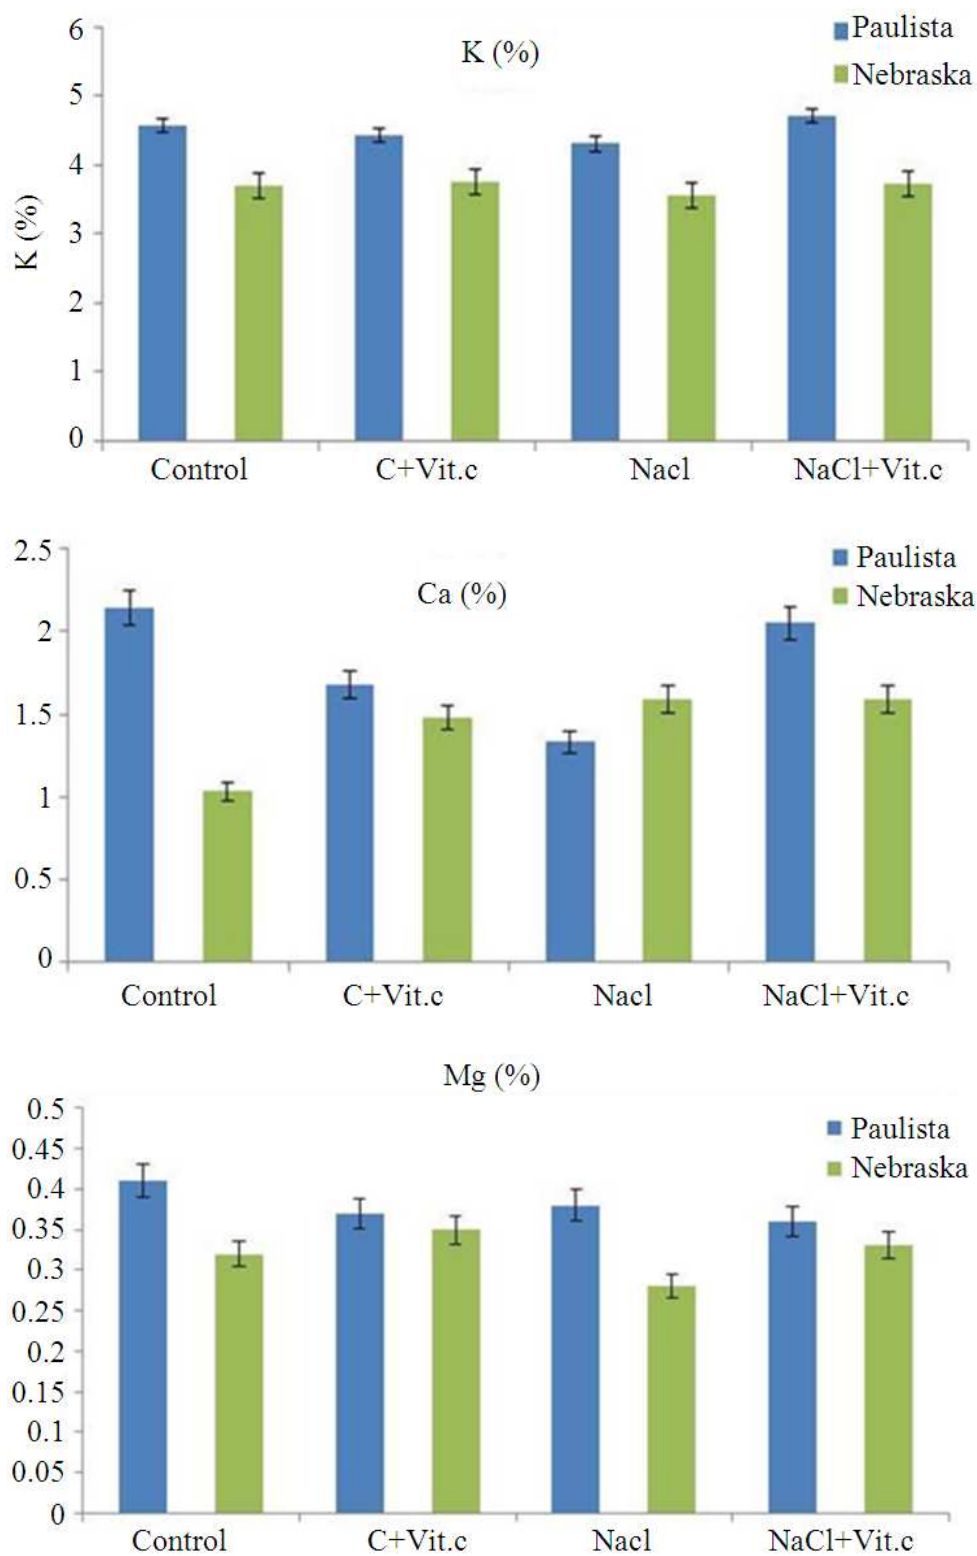 K (%)
Paulista
Nebraska
K (%)
6
5
4
3
2
1
0
Control C+Vit.c Nacl NaCl+Vit.c
Ca (%)
Paulista
Nebraska
2.5
2
1.5
1
0.5
0
Control C+Vit.c Nacl NaCl+Vit.c
Mg (%)
Paulista
Nebraska
0.5
0.45
0.4
0.35
0.3
0.25
0.2
0.15
0.1
0.05
0
Control C+Vit.c Nacl NaCl+Vit.c